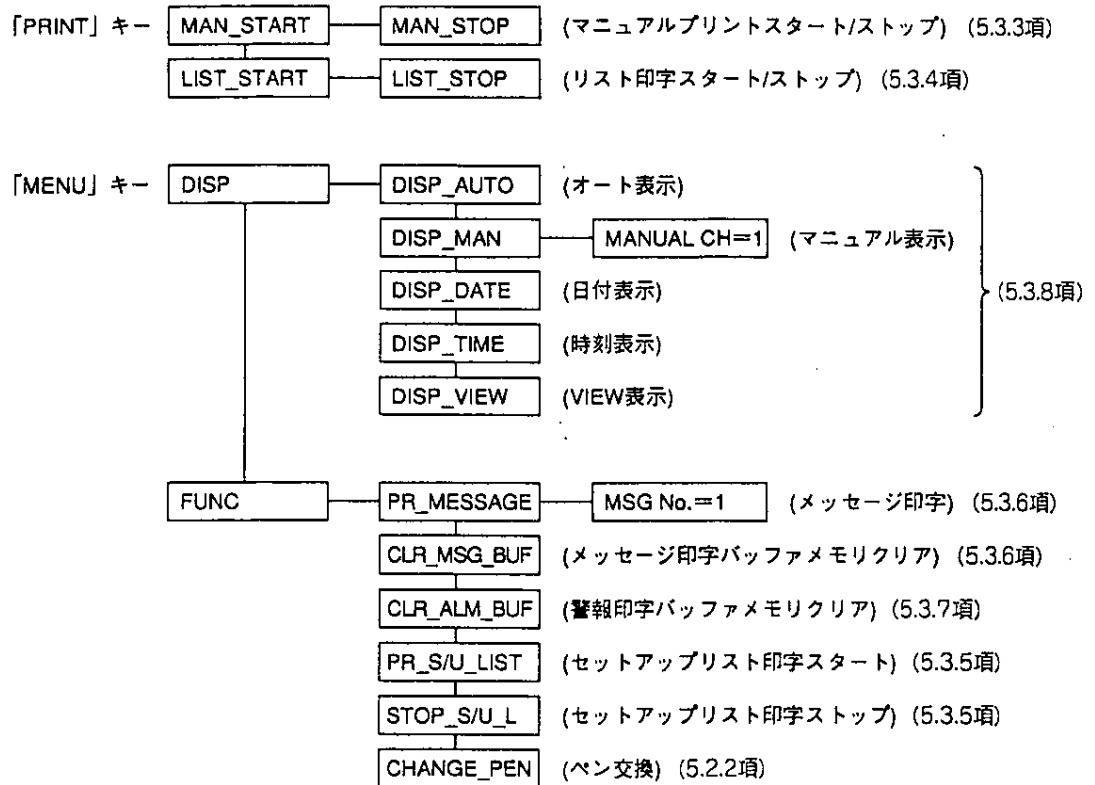 「PRINT」キー MAN_START MAN_STOP (マニュアルプリントスタート/ストップ) (5.3.3項)
LIST_START LIST_STOP (リスト印字スタート/ストップ) (5.3.4項)
「MENU」キー DISP DISP_AUTO (オート表示)
DISP_MAN MANUAL CH=1 (マニュアル表示)
DISP_DATE (日付表示) (5.3.8項)
DISP_TIME (時刻表示)
DISP_VIEW (VIEW表示)
FUNC PR_MESSAGE MSG No.=1 (メッセージ印字) (5.3.6項)
CLR_MSG_BUF (メッセージ印字バッファメモリクリア) (5.3.6項)
CLR_ALM_BUF (警報印字バッファメモリクリア) (5.3.7項)
PR_S/U_LIST (セットアップリスト印字スタート) (5.3.5項)
STOP_S/U_L (セットアップリスト印字ストップ) (5.3.5項)
CHANGE_PEN (ペン交換) (5.2.2項)